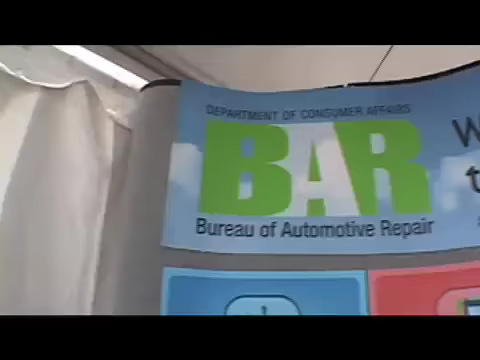 DEPARTMENT OF CONSUMER AFFAIRS
BAR
Bureau of Automotive Repair